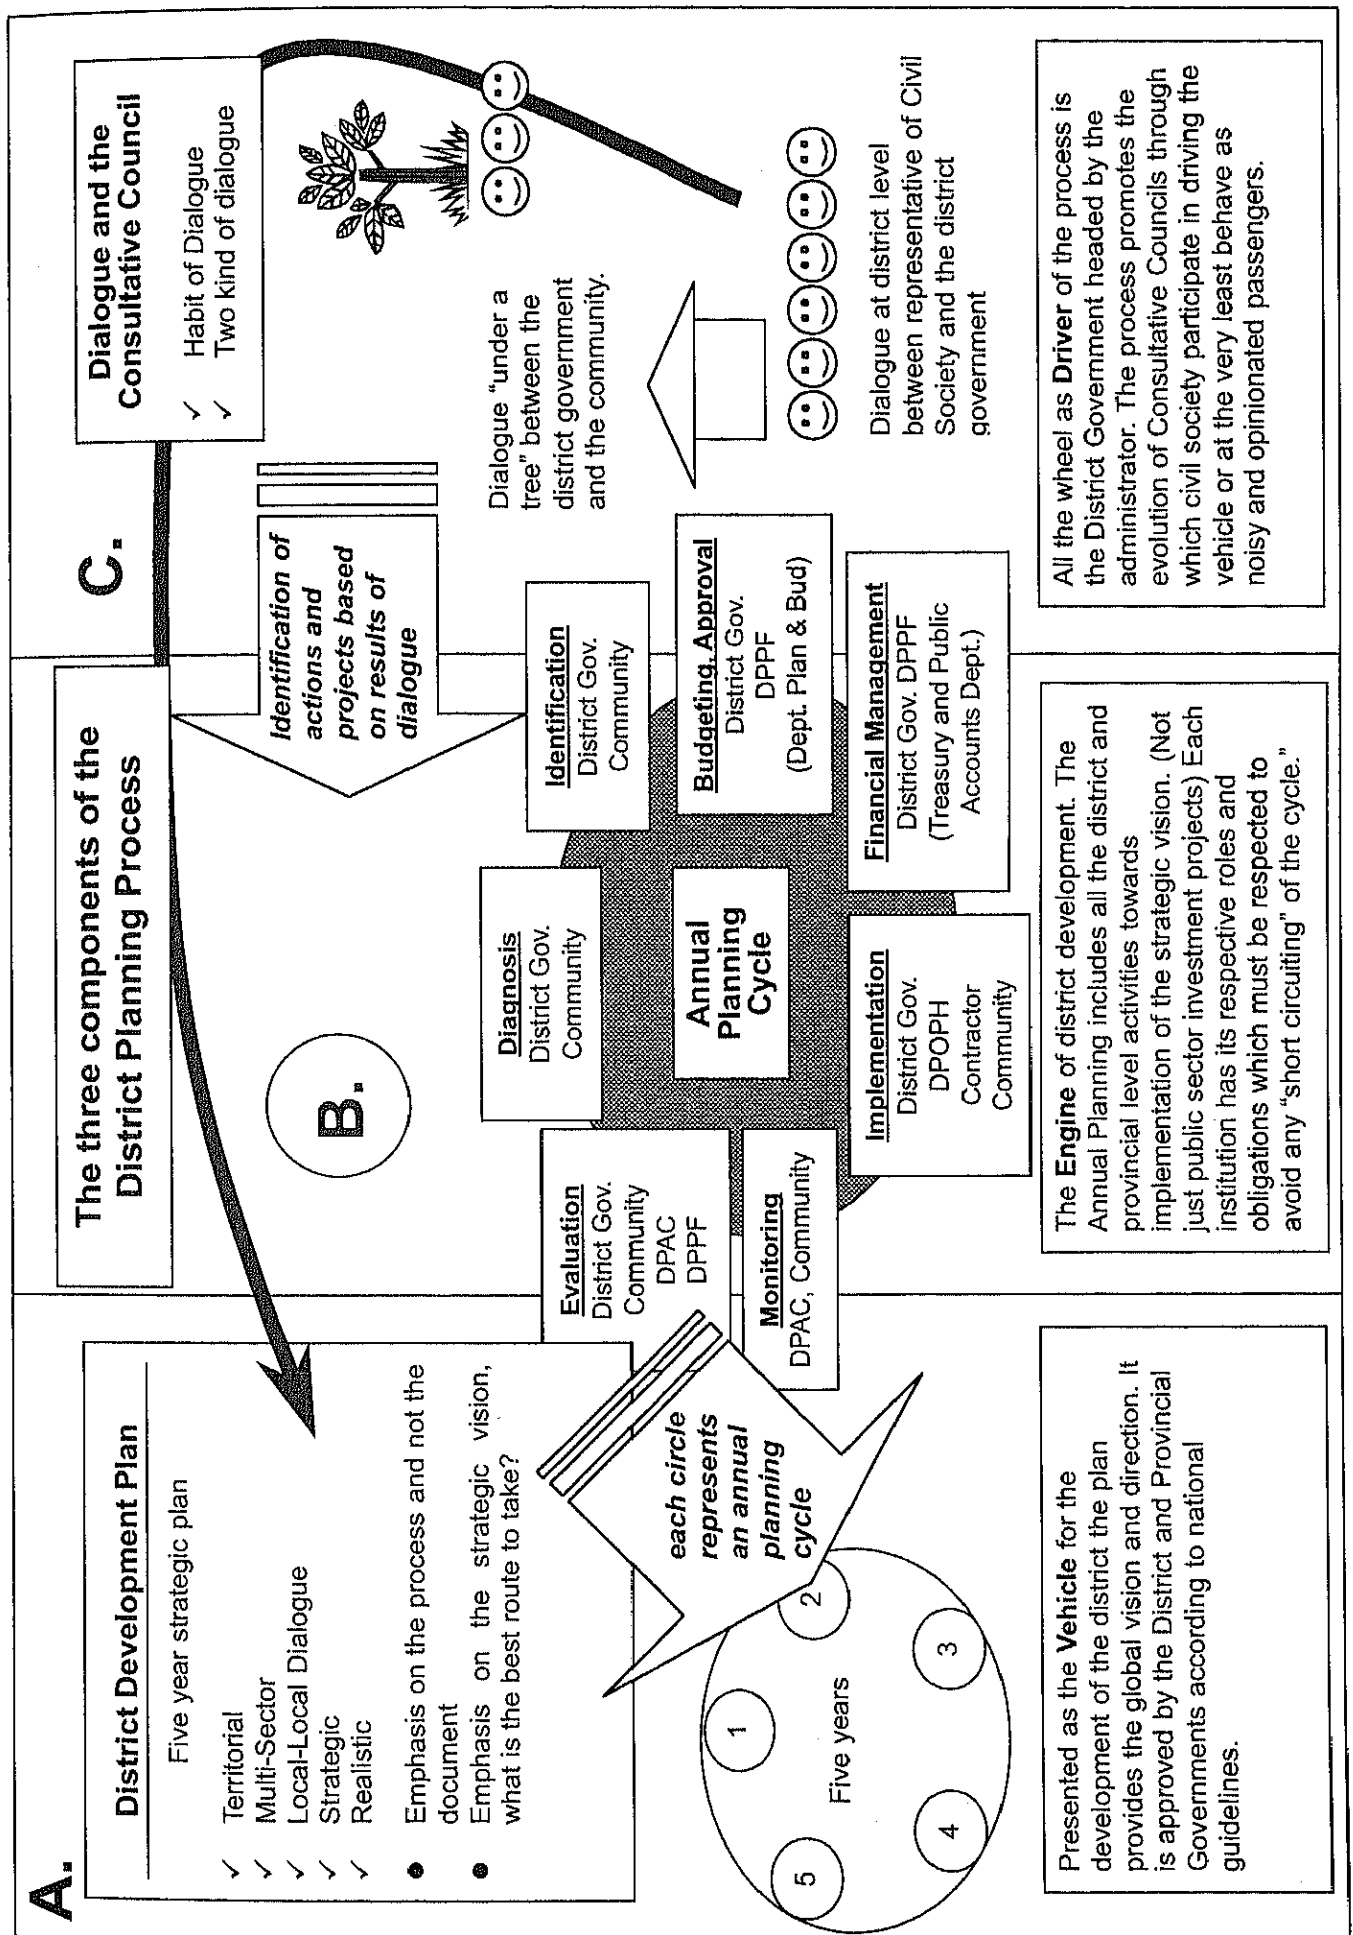 The three components of the
District Planning Process
A.
District Development Plan
Five year strategic plan
✓ Territorial
✓ Multi-Sector
✓ Local-Local Dialogue
✓ Strategic
✓ Realistic
● Emphasis on the process and not the
document
● Emphasis on the strategic vision,
what is the best route to take?
each circle
represents
an annual
planning
cycle
1
2
3
4
5
Five years
Presented as the Vehicle for the
development of the district the plan
provides the global vision and direction. It
is approved by the District and Provincial
Governments according to national
guidelines.
B.
Diagnosis
District Gov.
Community
Identification
District Gov.
Community
Budgeting, Approval
District Gov.
DPPF
(Dept. Plan & Bud)
Financial Management
District Gov. DPPF
(Treasury and Public
Accounts Dept.)
Implementation
District Gov.
DPOPH
Contractor
Community
Monitoring
DPAC, Community
Evaluation
District Gov.
Community
DPAC
DPPF
Annual
Planning
Cycle
The Engine of district development. The
Annual Planning includes all the district and
provincial level activities towards
implementation of the strategic vision. (Not
just public sector investment projects) Each
institution has its respective roles and
obligations which must be respected to
avoid any "short circuiting" of the cycle."
C.
Dialogue and the
Consultative Council
✓ Habit of Dialogue
✓ Two kind of dialogue
Identification of
actions and
projects based
on results of
dialogue
Dialogue "under a
tree" between the
district government
and the community.
Dialogue at district level
between representative of Civil
Society and the district
government
All the wheel as Driver of the process is
the District Government headed by the
administrator. The process promotes the
evolution of Consultative Councils through
which civil society participate in driving the
vehicle or at the very least behave as
noisy and opinionated passengers.